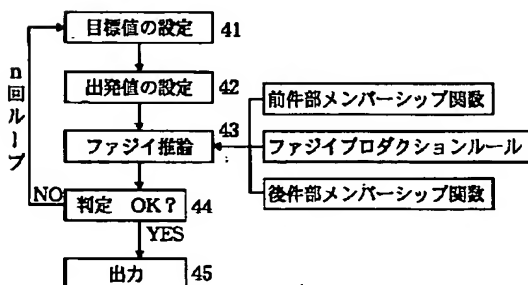 目標値の設定 41
出発値の設定 42
ファジイ推論 43
判定 OK? 44
NO
YES
出力 45
n回ループ
前件部メンバーシップ関数
ファジイプロダクションルール
後件部メンバーシップ関数